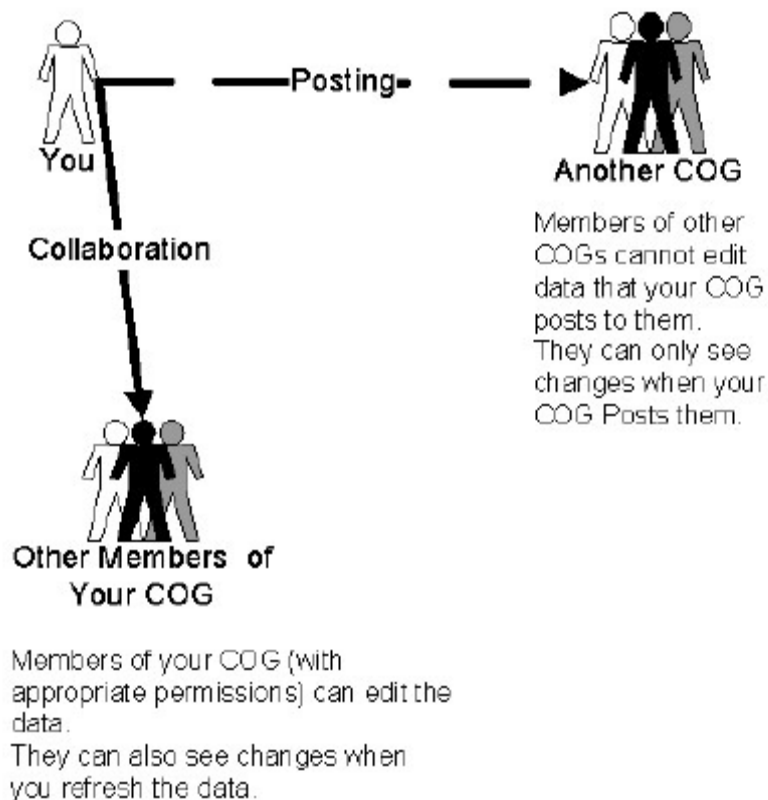 Posting
You
Another COG
Members of other
COGs cannot edit
data that your COG
posts to them.
They can only see
changes when your
COG Posts them.
Collaboration
Other Members of
Your COG
Members of your COG (with
appropriate permissions) can edit the
data.
They can also see changes when
you refresh the data.